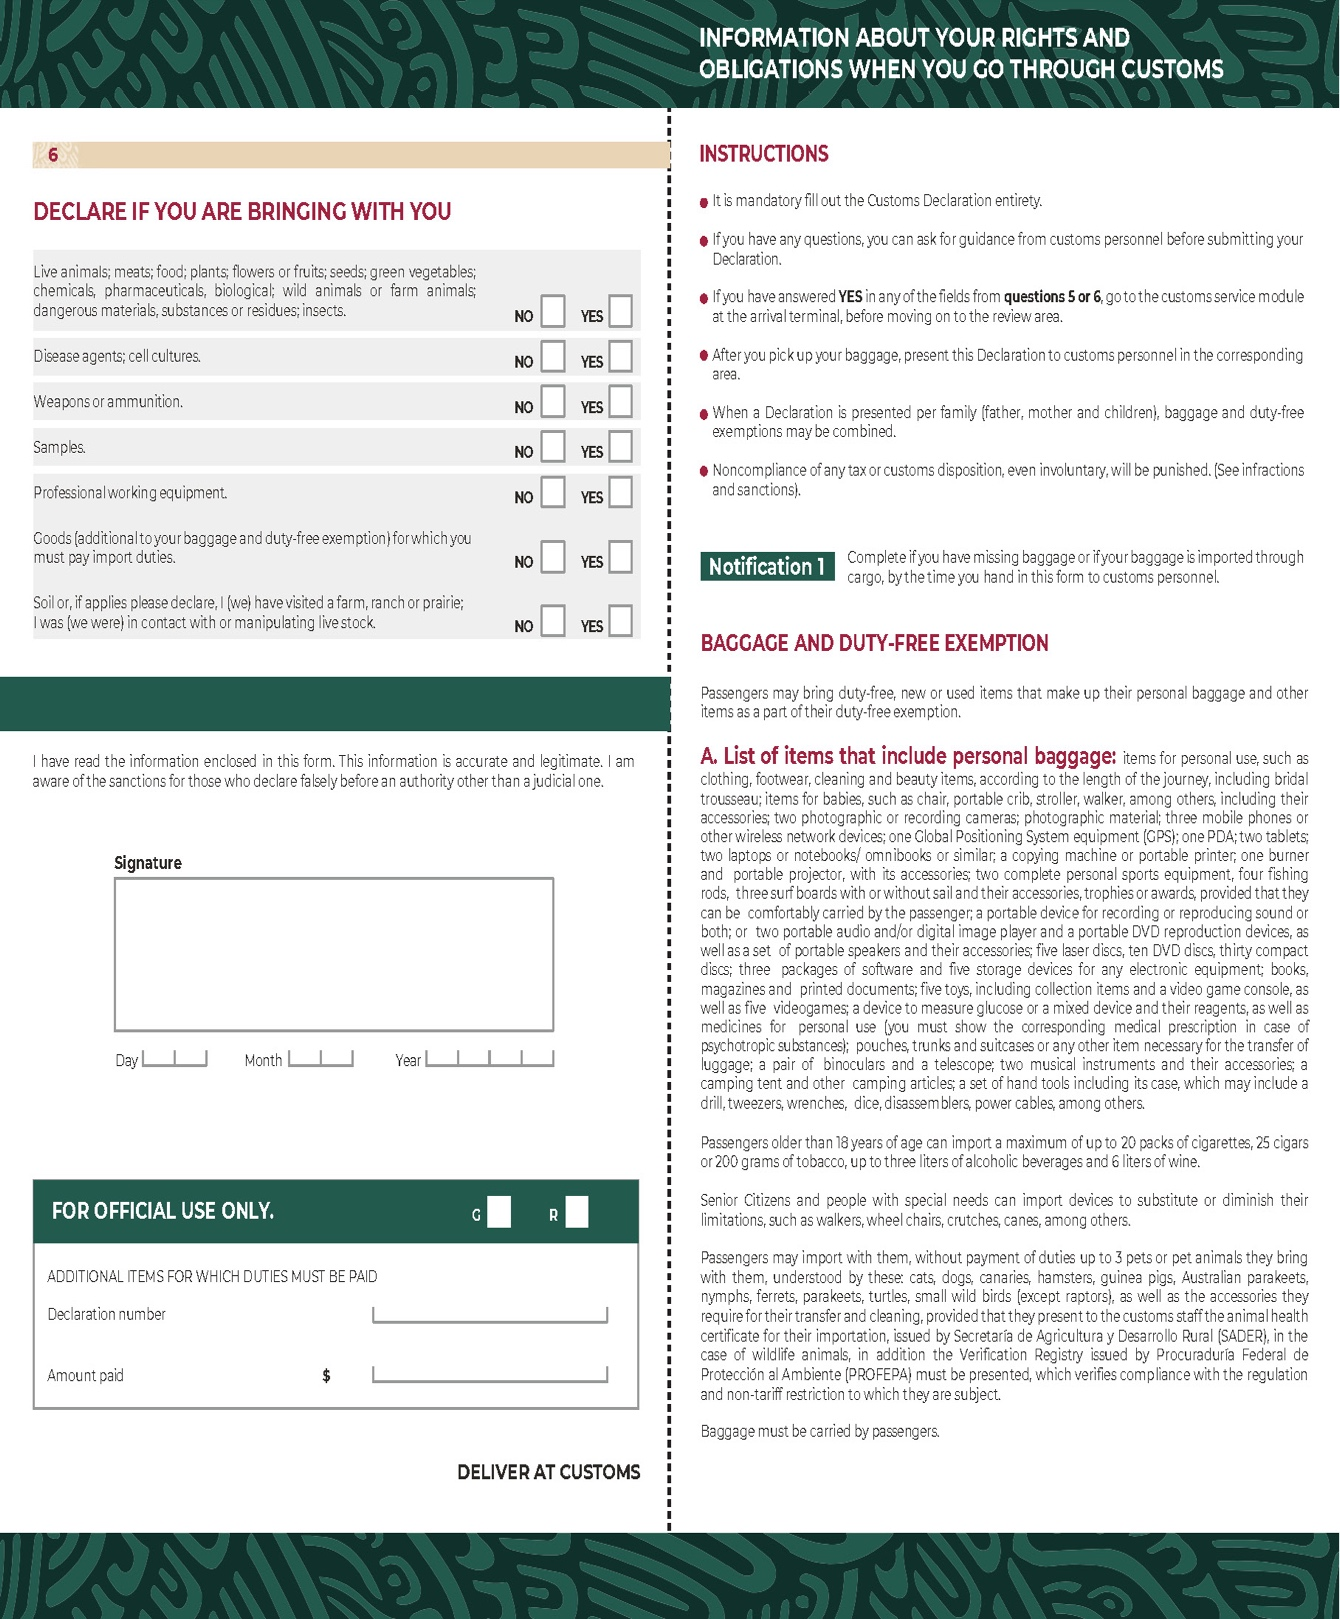 INFORMATION ABOUT YOUR RIGHTS AND
OBLIGATIONS WHEN YOU GO THROUGH CUSTOMS
6
DECLARE IF YOU ARE BRINGING WITH YOU
Live animals; meats; food; plants; flowers or fruits; seeds; green vegetables;
chemicals, pharmaceuticals, biological; wild animals or farm animals;
dangerous materials, substances or residues; insects.
NO YES
Disease agents; cell cultures.
NO YES
Weapons or ammunition.
NO YES
Samples.
NO YES
Professional working equipment.
NO YES
Goods (additional to your baggage and duty-free exemption) for which you
must pay import duties.
NO YES
Soil or, if applies please declare, I (we) have visited a farm, ranch or prairie;
I was (we were) in contact with or manipulating live stock.
NO YES
I have read the information enclosed in this form. This information is accurate and legitimate. I am
aware of the sanctions for those who declare falsely before an authority other than a judicial one.
Signature
Day Month Year
FOR OFFICIAL USE ONLY. G R
ADDITIONAL ITEMS FOR WHICH DUTIES MUST BE PAID
Declaration number
Amount paid $
DELIVER AT CUSTOMS
INSTRUCTIONS
It is mandatory fill out the Customs Declaration entirety.
If you have any questions, you can ask for guidance from customs personnel before submitting your
Declaration.
If you have answered YES in any of the fields from questions 5 or 6, go to the customs service module
at the arrival terminal, before moving on to the review area.
After you pick up your baggage, present this Declaration to customs personnel in the corresponding
area.
When a Declaration is presented per family (father, mother and children), baggage and duty-free
exemptions may be combined.
Noncompliance of any tax or customs disposition, even involuntary, will be punished. (See infractions
and sanctions).
Notification 1
Complete if you have missing baggage or if your baggage is imported through
cargo, by the time you hand in this form to customs personnel.
BAGGAGE AND DUTY-FREE EXEMPTION
Passengers may bring duty-free, new or used items that make up their personal baggage and other
items as a part of their duty-free exemption.
A. List of items that include personal baggage: items for personal use, such as
clothing, footwear, cleaning and beauty items, according to the length of the journey, including bridal
trousseau; items for babies, such as chair, portable crib, stroller, walker, among others, including their
accessories; two photographic or recording cameras; photographic material; three mobile phones or
other wireless network devices; one Global Positioning System equipment (GPS); one PDA; two tablets;
two laptops or notebooks/ omnibooks or similar; a copying machine or portable printer; one burner
and portable projector, with its accessories; two complete personal sports equipment, four fishing
rods, three surf boards with or without sail and their accessories, trophies or awards, provided that they
can be comfortably carried by the passenger; a portable device for recording or reproducing sound or
both; or two portable audio and/or digital image player and a portable DVD reproduction devices, as
well as a set of portable speakers and their accessories; five laser discs, ten DVD discs, thirty compact
discs; three packages of software and five storage devices for any electronic equipment; books,
magazines and printed documents; five toys, including collection items and a video game console, as
well as five videogames; a device to measure glucose or a mixed device and their reagents, as well as
medicines for personal use (you must show the corresponding medical prescription in case of
psychotropic substances); pouches, trunks and suitcases or any other item necessary for the transfer of
luggage; a pair of binoculars and a telescope; two musical instruments and their accessories; a
camping tent and other camping articles; a set of hand tools including its case, which may include a
drill, tweezers, wrenches, dice, disassemblers, power cables, among others.
Passengers older than 18 years of age can import a maximum of up to 20 packs of cigarettes, 25 cigars
or 200 grams of tobacco, up to three liters of alcoholic beverages and 6 liters of wine.
Senior Citizens and people with special needs can import devices to substitute or diminish their
limitations, such as walkers, wheel chairs, crutches, canes, among others.
Passengers may import with them, without payment of duties up to 3 pets or pet animals they bring
with them, understood by these: cats, dogs, canaries, hamsters, guinea pigs, Australian parakeets,
nymphs, ferrets, parakeets, turtles, small wild birds (except raptors), as well as the accessories they
require for their transfer and cleaning, provided that they present to the customs staff the animal health
certificate for their importation, issued by Secretaría de Agricultura y Desarrollo Rural (SADER), in the
case of wildlife animals, in addition the Verification Registry issued by Procuraduría Federal de
Protección al Ambiente (PROFEPA) must be presented, which verifies compliance with the regulation
and non-tariff restriction to which they are subject.
Baggage must be carried by passengers.